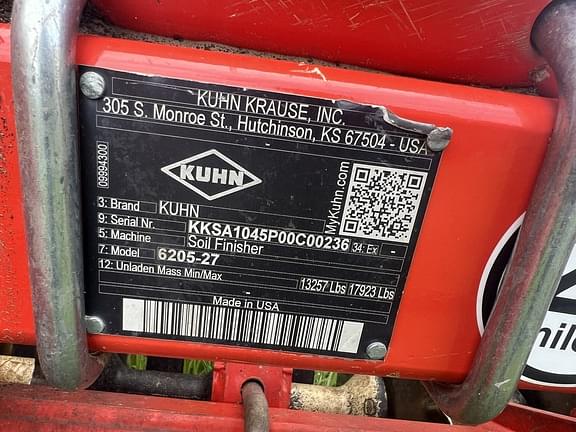 KUHN KRAUSE, INC.
305 S. Monroe St., Hutchinson, KS 67504 - USA
09994300
KUHN
MyKuhn.com
3: Brand KUHN
9: Serial Nr. KKSA1045P00C00236 34: Ex -
5: Machine Soil Finisher
7: Model 6205-27
12: Unladen Mass Min/Max 13257 Lbs 17923 Lbs
Made in USA